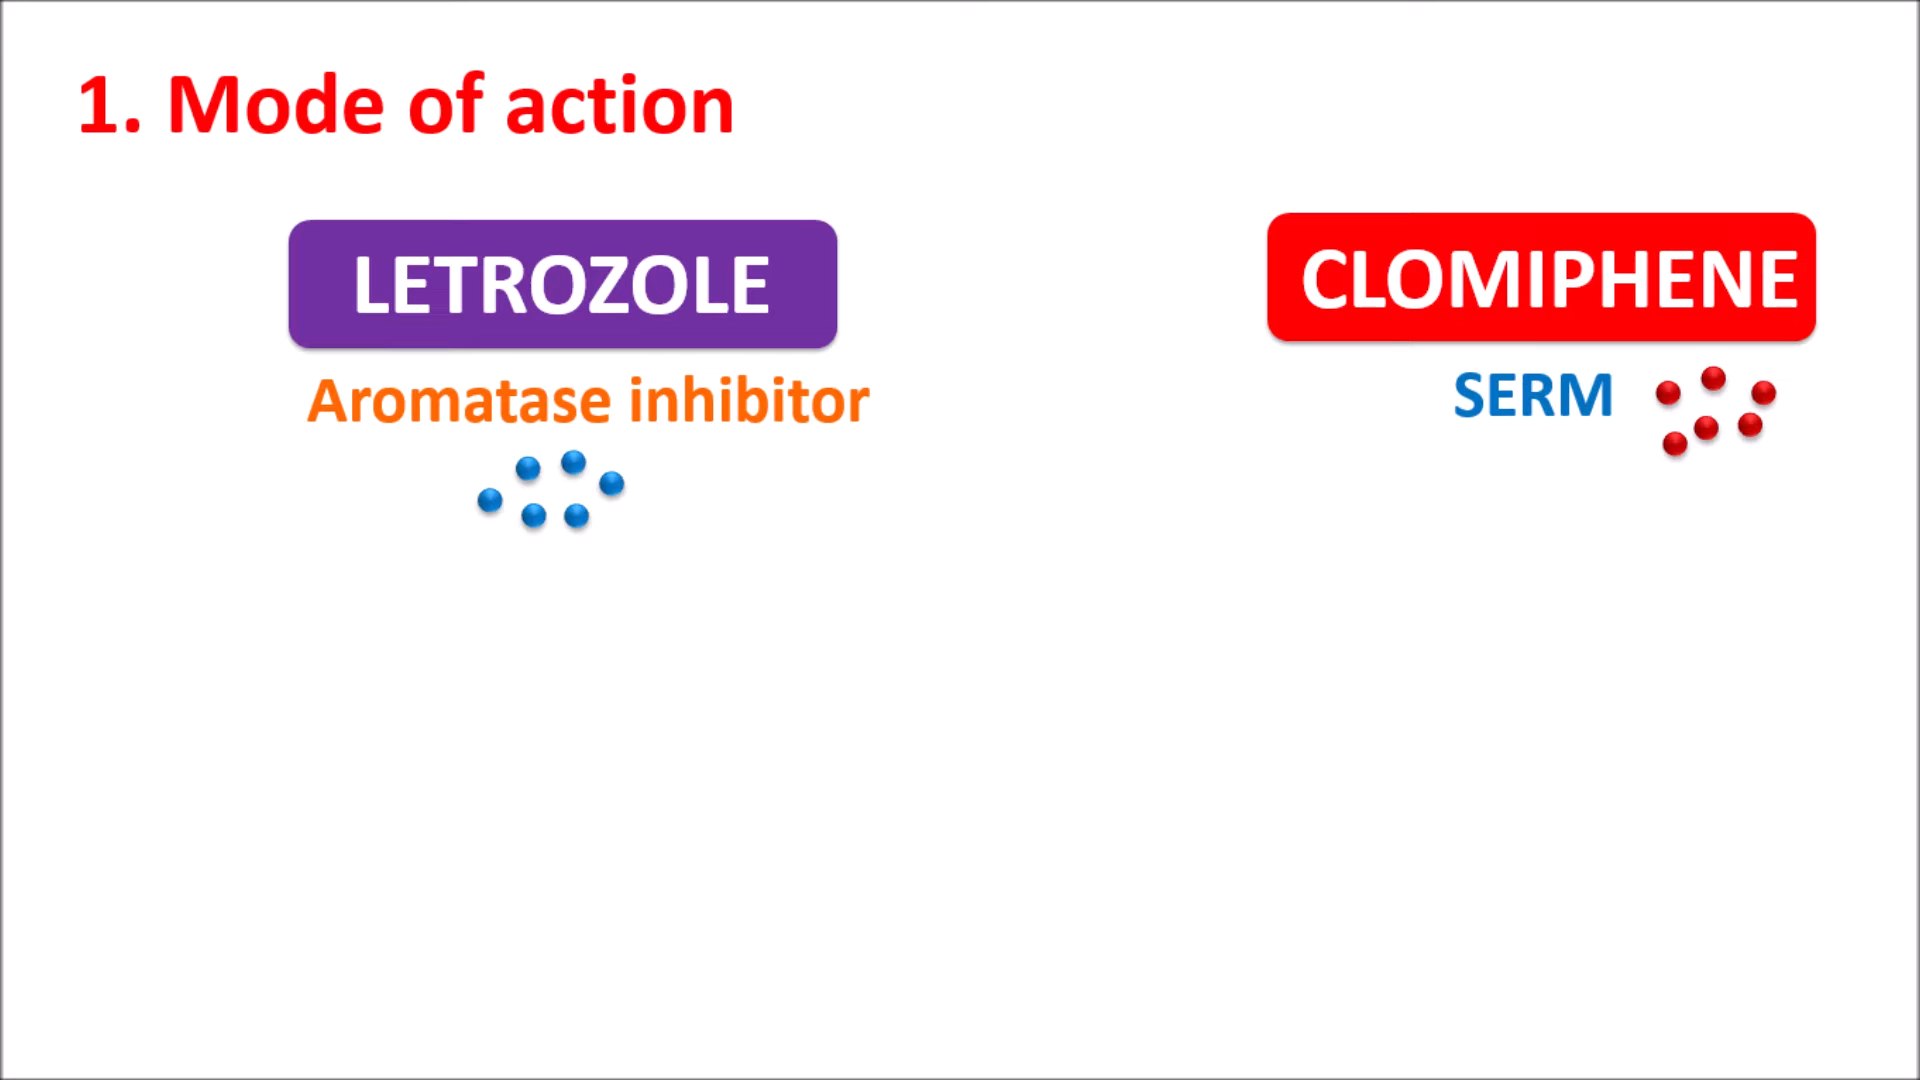 1. Mode of action
LETROZOLE
Aromatase inhibitor
CLOMIPHENE
SERM